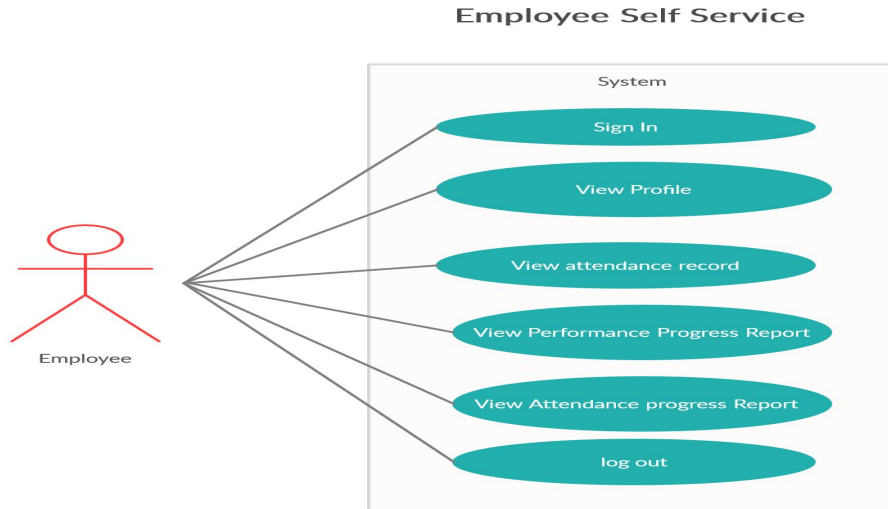 Employee Self Service
System
Sign In
View Profile
View attendance record
View Performance Progress Report
View Attendance progress Report
log out
Employee